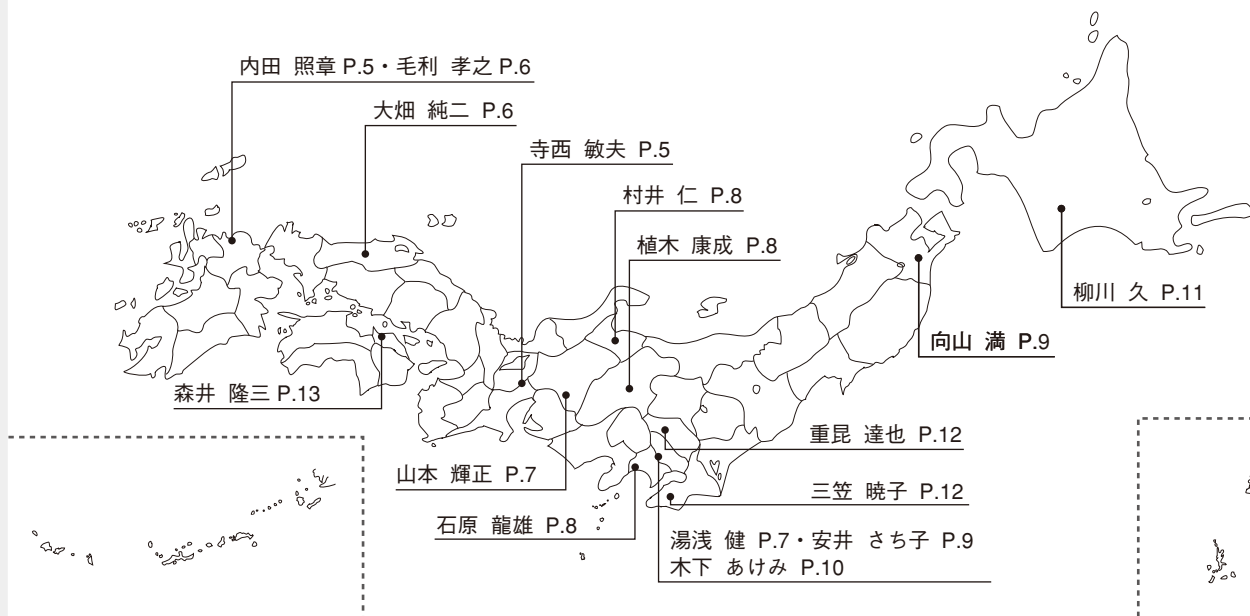 内田 照章 P.5・毛利 孝之 P.6
大畑 純二 P.6
寺西 敏夫 P.5
村井 仁 P.8
植木 康成 P.8
柳川 久 P.11
向山 満 P.9
森井 隆三 P.13
重昆 達也 P.12
山本 輝正 P.7
三笠 暁子 P.12
石原 龍雄 P.8
湯浅 健 P.7・安井 さち子 P.9
木下 あけみ P.10